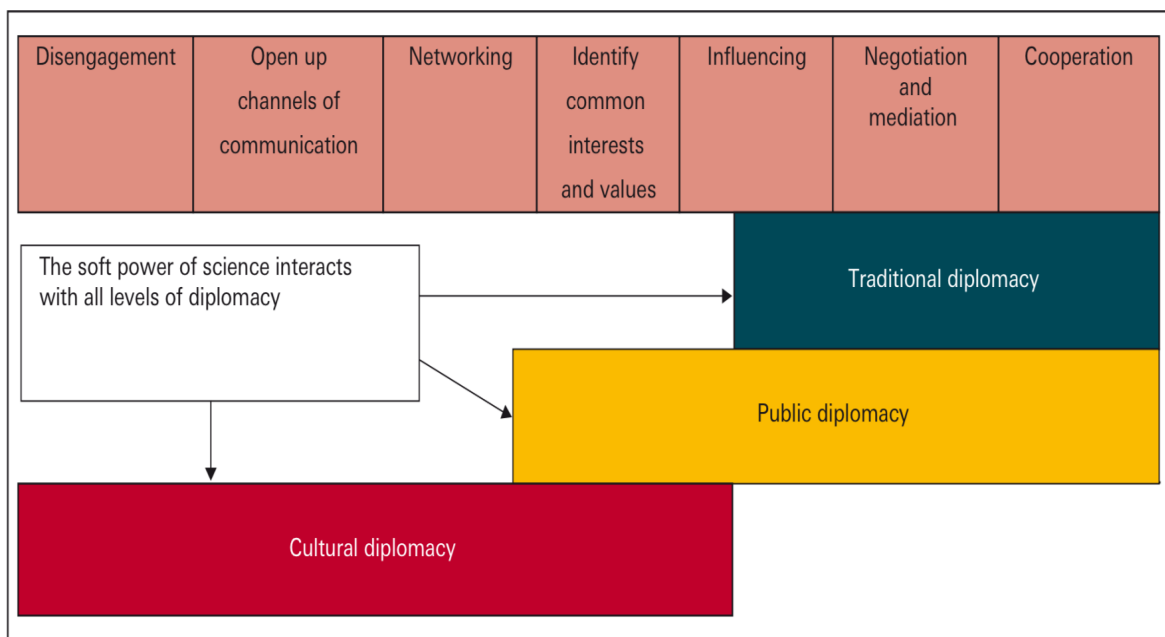 Disengagement
Open up
channels of
communication
Networking
Identify
common
interests
and values
Influencing
Negotiation
and
mediation
Cooperation
The soft power of science interacts
with all levels of diplomacy
Traditional diplomacy
Public diplomacy
Cultural diplomacy